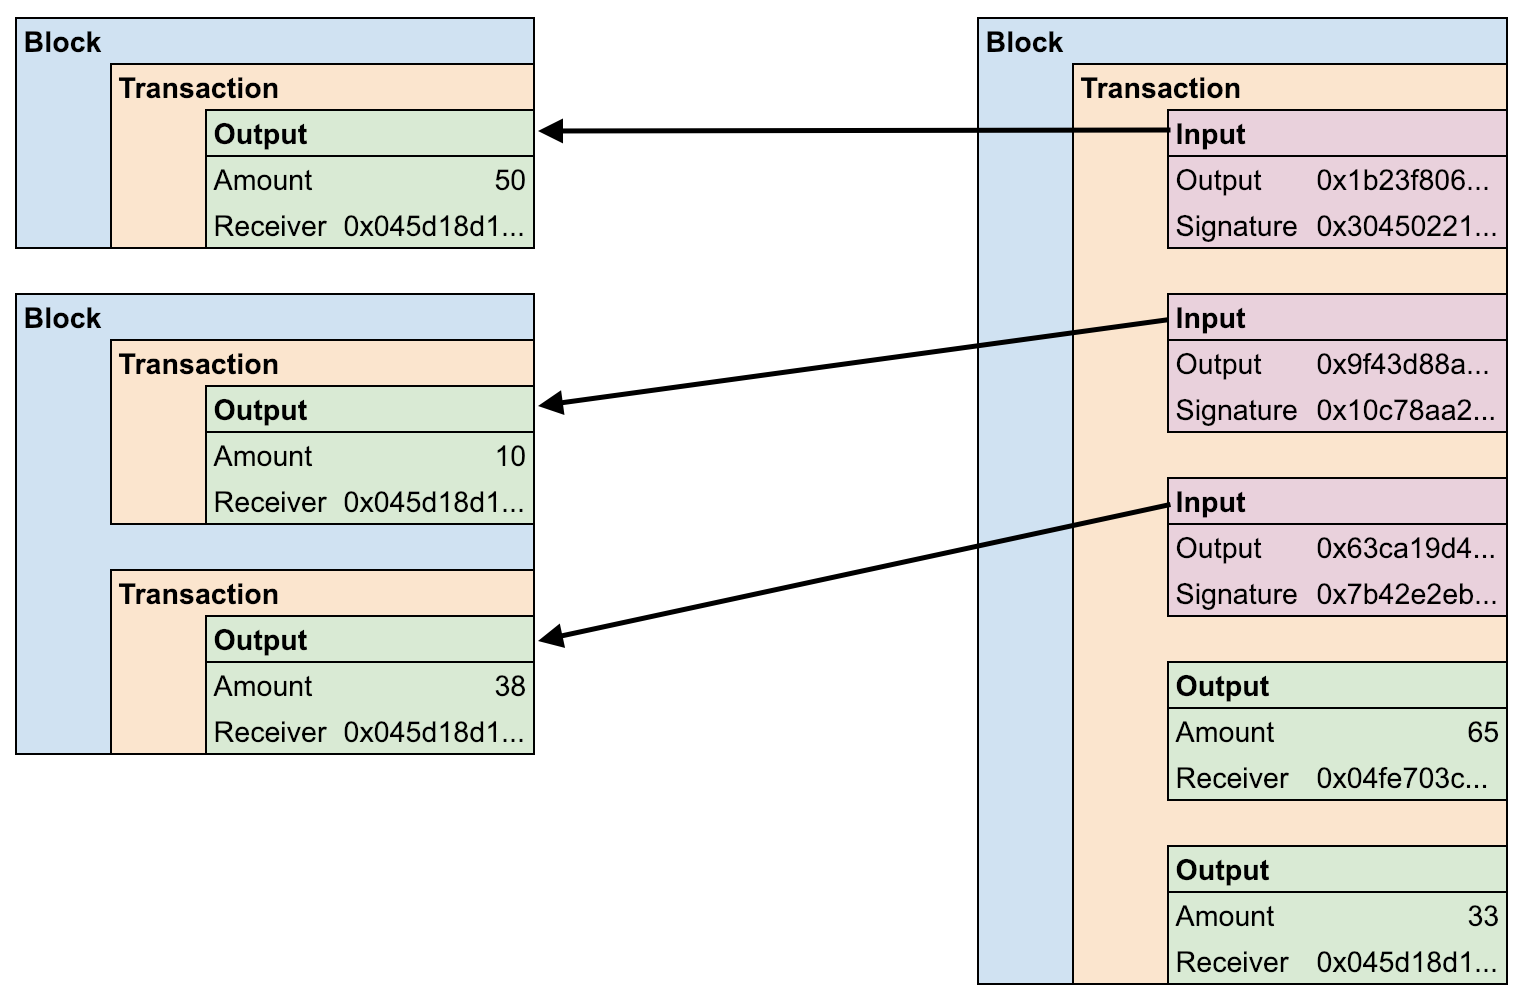 Block
Transaction
Output
Amount 50
Receiver 0x045d18d1...
Block
Transaction
Output
Amount 10
Receiver 0x045d18d1...
Transaction
Output
Amount 38
Receiver 0x045d18d1...
Block
Transaction
Input
Output 0x1b23f806...
Signature 0x30450221...
Input
Output 0x9f43d88a...
Signature 0x10c78aa2...
Input
Output 0x63ca19d4...
Signature 0x7b42e2eb...
Output
Amount 65
Receiver 0x04fe703c...
Output
Amount 33
Receiver 0x045d18d1...